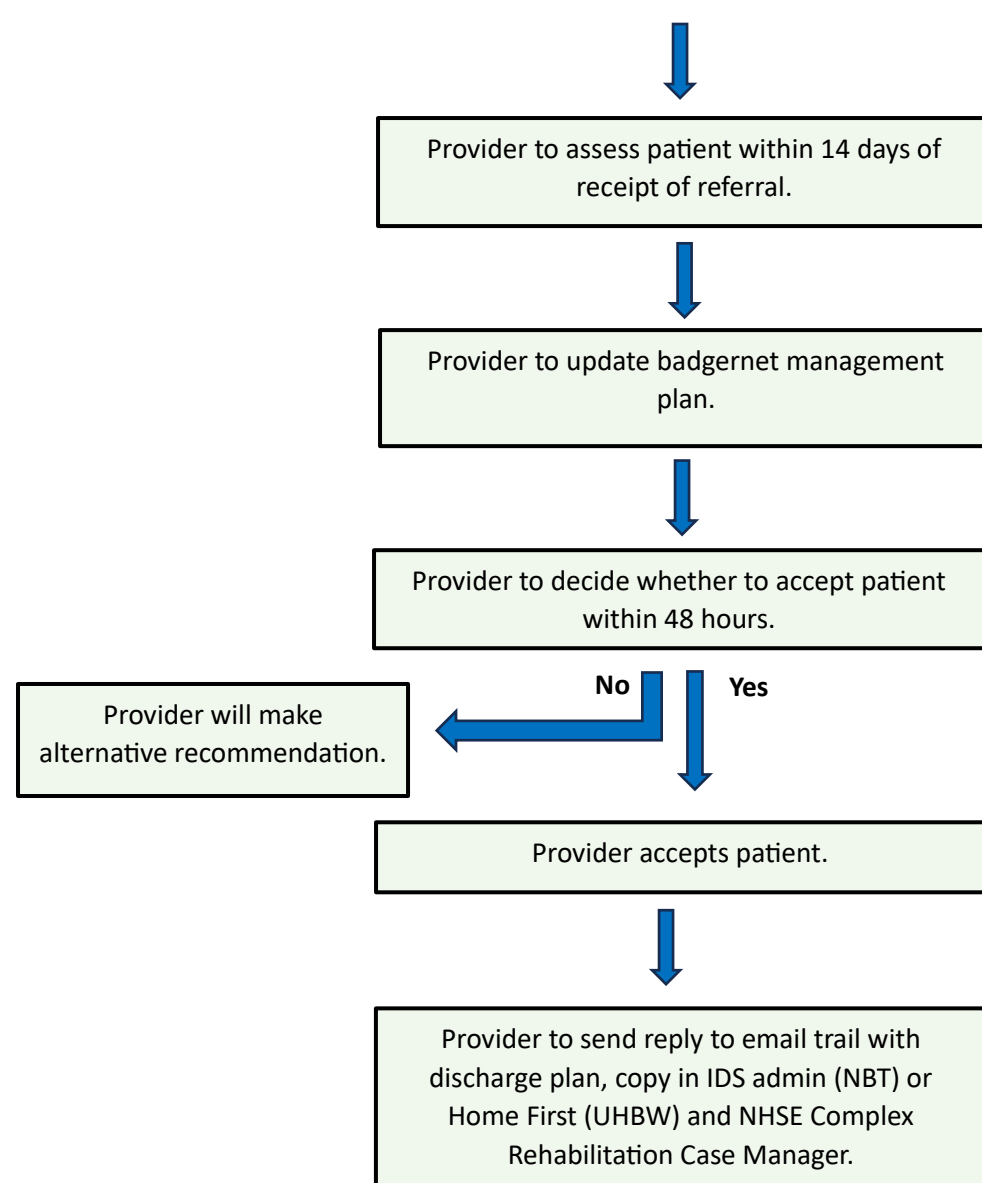 Provider to assess patient within 14 days of
receipt of referral.
Provider to update badgernet management
plan.
Provider to decide whether to accept patient
within 48 hours.
No
Yes
Provider will make
alternative recommendation.
Provider accepts patient.
Provider to send reply to email trail with
discharge plan, copy in IDS admin (NBT) or
Home First (UHBW) and NHSE Complex
Rehabilitation Case Manager.